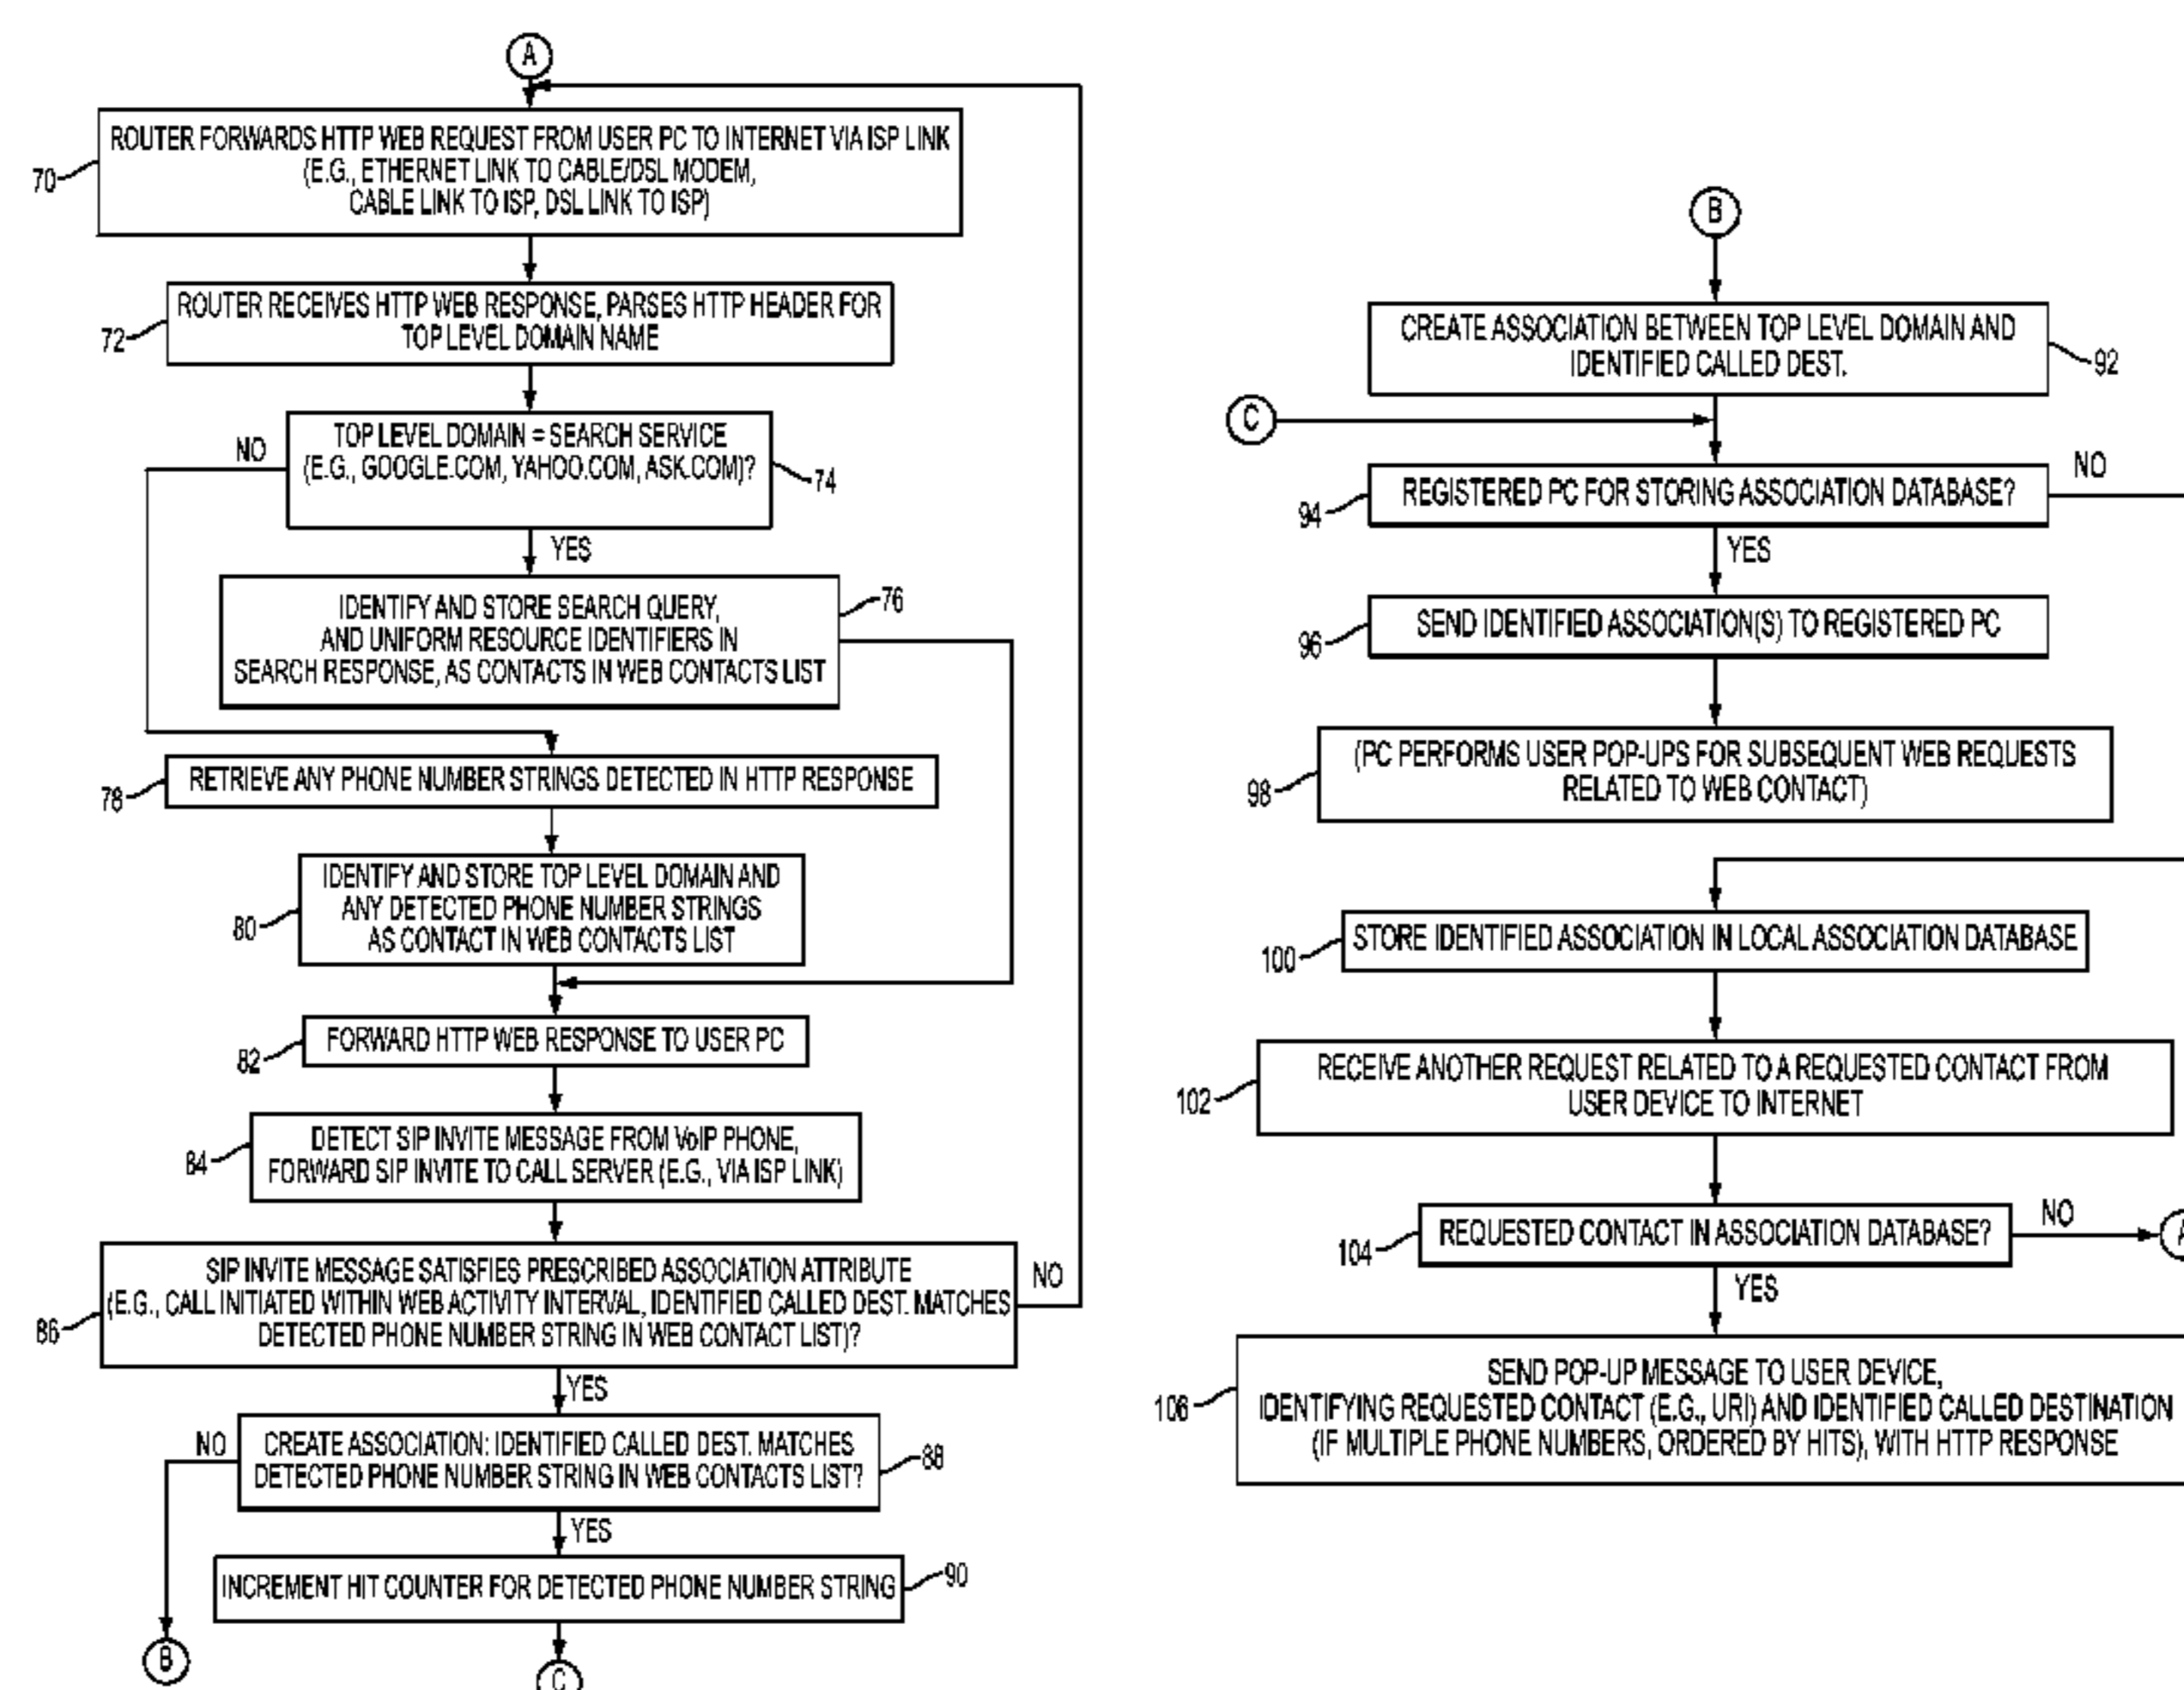 A
ROUTER FORWARDS HTTP WEB REQUEST FROM USER PC TO INTERNET VIA ISP LINK
(E.G., ETHERNET LINK TO CABLE/DSL MODEM,
CABLE LINK TO ISP, DSL LINK TO ISP)
70
ROUTER RECEIVES HTTP WEB RESPONSE, PARSES HTTP HEADER FOR
TOP LEVEL DOMAIN NAME
72
NO
TOP LEVEL DOMAIN = SEARCH SERVICE
(E.G., GOOGLE.COM, YAHOO.COM, ASK.COM)?
74
YES
IDENTIFY AND STORE SEARCH QUERY,
AND UNIFORM RESOURCE IDENTIFIERS IN
SEARCH RESPONSE, AS CONTACTS IN WEB CONTACTS LIST
76
RETRIEVE ANY PHONE NUMBER STRINGS DETECTED IN HTTP RESPONSE
78
IDENTIFY AND STORE TOP LEVEL DOMAIN AND
ANY DETECTED PHONE NUMBER STRINGS
AS CONTACT IN WEB CONTACTS LIST
80
FORWARD HTTP WEB RESPONSE TO USER PC
82
DETECT SIP INVITE MESSAGE FROM VoIP PHONE,
FORWARD SIP INVITE TO CALL SERVER (E.G., VIA ISP LINK)
84
SIP INVITE MESSAGE SATISFIES PRESCRIBED ASSOCIATION ATTRIBUTE
(E.G., CALL INITIATED WITHIN WEB ACTIVITY INTERVAL, IDENTIFIED CALLED DEST. MATCHES
DETECTED PHONE NUMBER STRING IN WEB CONTACT LIST)?
86
NO
YES
NO
CREATE ASSOCIATION: IDENTIFIED CALLED DEST. MATCHES
DETECTED PHONE NUMBER STRING IN WEB CONTACTS LIST?
88
YES
INCREMENT HIT COUNTER FOR DETECTED PHONE NUMBER STRING
90
B
C
B
CREATE ASSOCIATION BETWEEN TOP LEVEL DOMAIN AND
IDENTIFIED CALLED DEST.
92
C
REGISTERED PC FOR STORING ASSOCIATION DATABASE?
94
NO
YES
SEND IDENTIFIED ASSOCIATION(S) TO REGISTERED PC
96
(PC PERFORMS USER POP-UPS FOR SUBSEQUENT WEB REQUESTS
RELATED TO WEB CONTACT)
98
STORE IDENTIFIED ASSOCIATION IN LOCAL ASSOCIATION DATABASE
100
RECEIVE ANOTHER REQUEST RELATED TO A REQUESTED CONTACT FROM
USER DEVICE TO INTERNET
102
REQUESTED CONTACT IN ASSOCIATION DATABASE?
104
NO
A
YES
SEND POP-UP MESSAGE TO USER DEVICE,
IDENTIFYING REQUESTED CONTACT (E.G., URI) AND IDENTIFIED CALLED DESTINATION
(IF MULTIPLE PHONE NUMBERS, ORDERED BY HITS), WITH HTTP RESPONSE
106